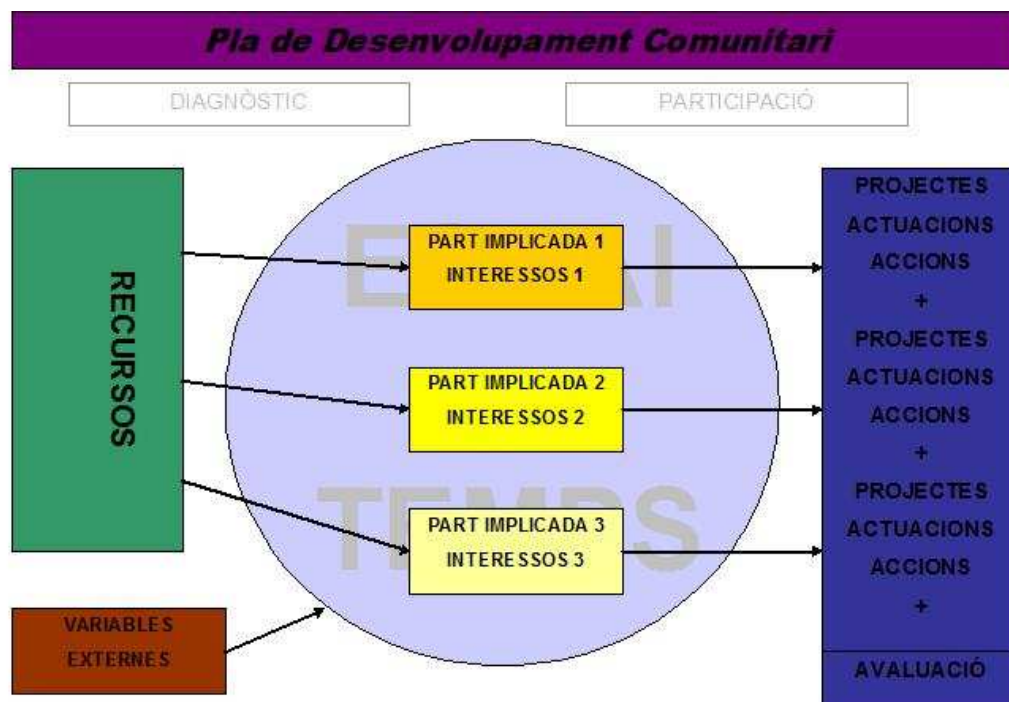 Pla de Desenvolupament Comunitari
DIAGNÒSTIC
PARTICIPACIÓ
RECURSOS
PART IMPLICADA 1
INTERESSOS 1
PART IMPLICADA 2
INTERESSOS 2
TEMPS
PART IMPLICADA 3
INTERESSOS 3
VARIABLES
EXTERNES
PROJECTES
ACTUACIONS
ACCIONS
+
PROJECTES
ACTUACIONS
ACCIONS
+
PROJECTES
ACTUACIONS
ACCIONS
+
AVALUACIÓ